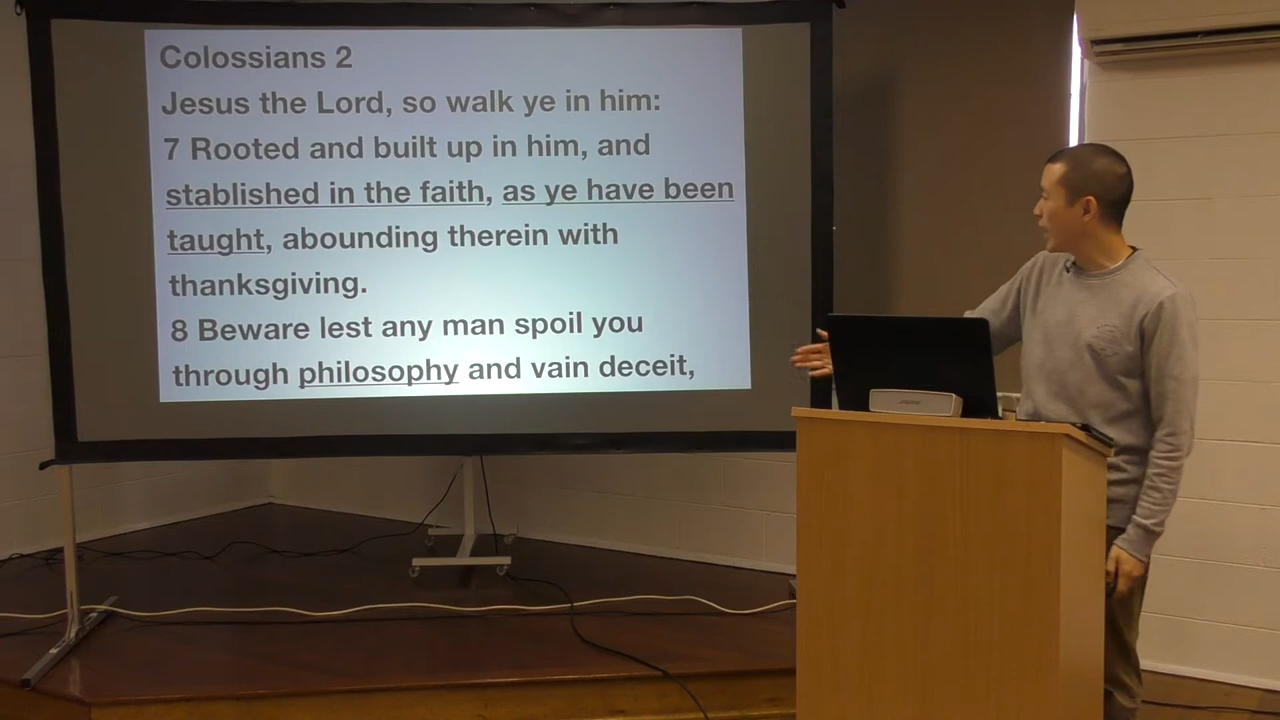 Colossians 2
Jesus the Lord, so walk ye in him:
7 Rooted and built up in him, and
stablished in the faith, as ye have been
taught, abounding therein with
thanksgiving.
8 Beware lest any man spoil you
through philosophy and vain deceit,
BOSE